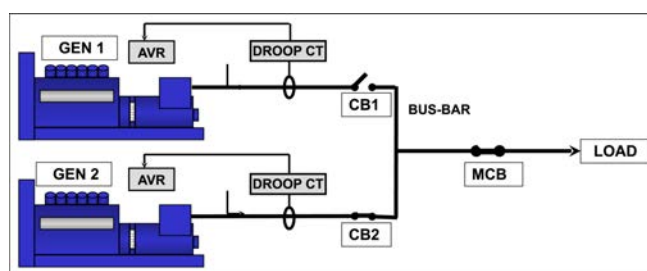 GEN 1
AVR
DROOP CT
CB1
BUS-BAR
MCB
LOAD
GEN 2
AVR
DROOP CT
CB2